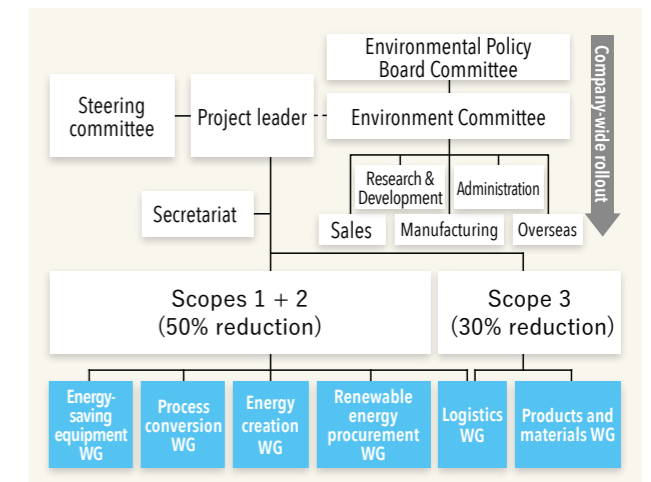 Environmental Policy
Board Committee
Company-wide rollout
Steering
committee
Project leader
Environment Committee
Research &
Development
Administration
Secretariat
Sales
Manufacturing
Overseas
Scopes 1 + 2
(50% reduction)
Scope 3
(30% reduction)
Energy-
saving
equipment
WG
Process
conversion
WG
Energy
creation
WG
Renewable
energy
procurement
WG
Logistics
WG
Products and
materials WG